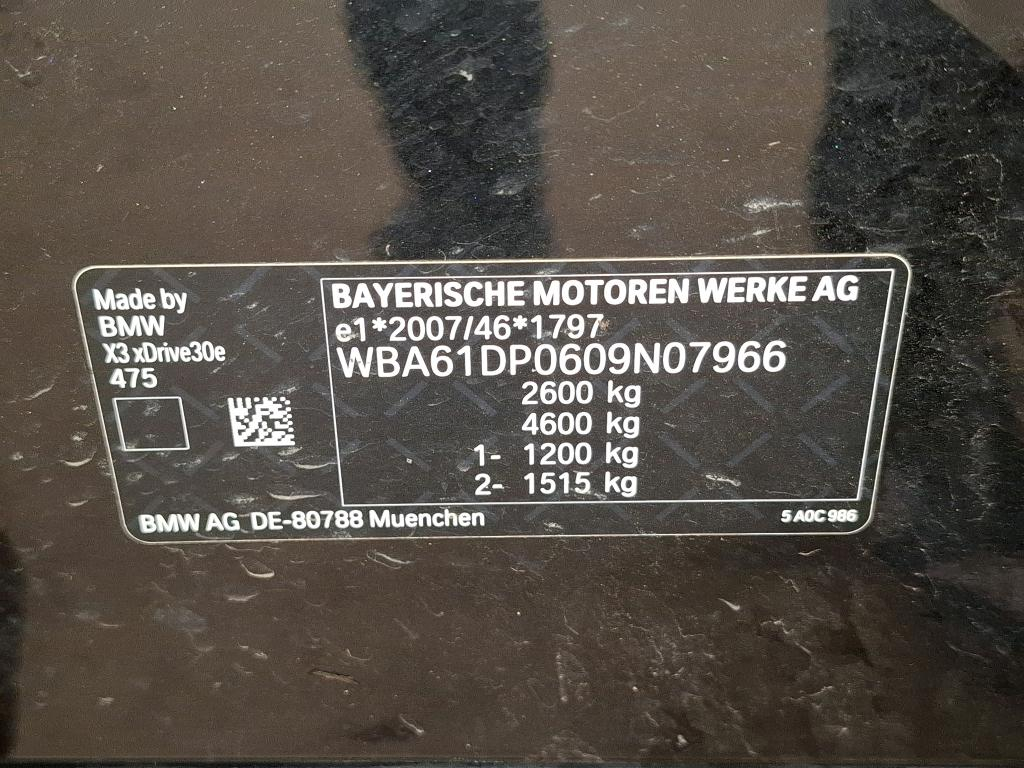 Made by
BMW
X3 xDrive30e
475
BAYERISCHE MOTOREN WERKE AG
e1*2007/46*1797
WBA61DP0609N07966
2600 kg
4600 kg
1- 1200 kg
2- 1515 kg
BMW AG DE-80788 Muenchen
5 A0C 986